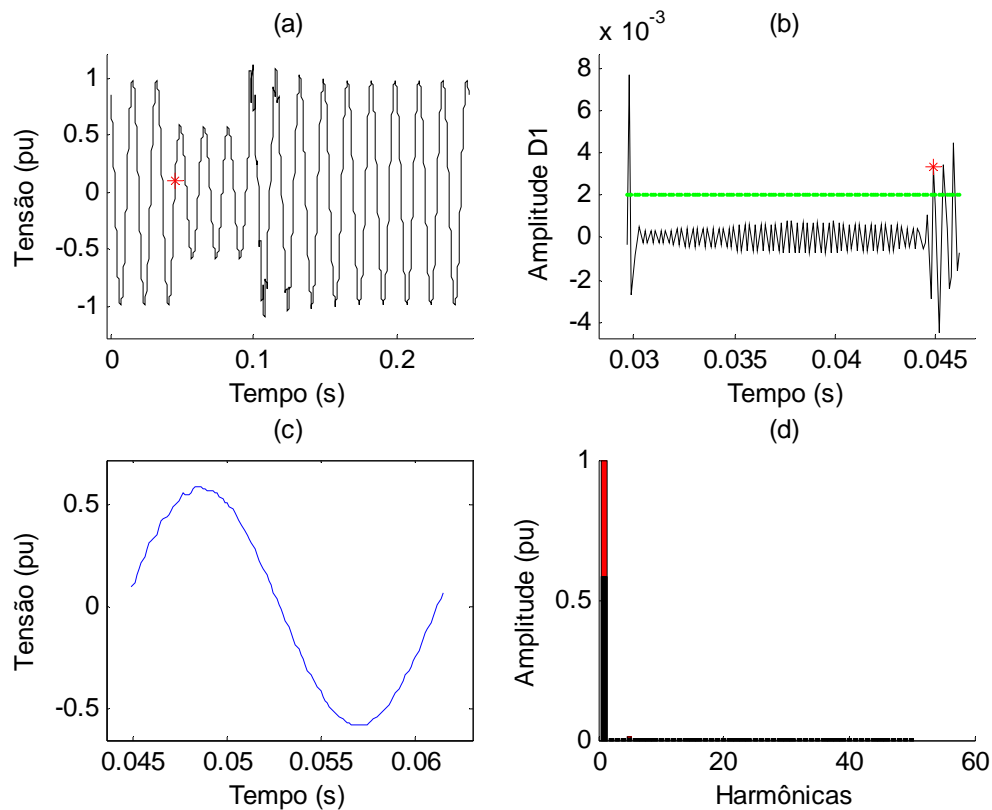 (a)
Tensão (pu)
1
0.5
0
-0.5
-1
0
0.1
0.2
Tempo (s)
(b)
x 10⁻³
Amplitude D1
8
6
4
2
0
-2
-4
0.03
0.035
0.04
0.045
Tempo (s)
(c)
Tensão (pu)
0.5
0
-0.5
0.045
0.05
0.055
0.06
Tempo (s)
(d)
Amplitude (pu)
1
0.5
0
0
20
40
60
Harmônicas